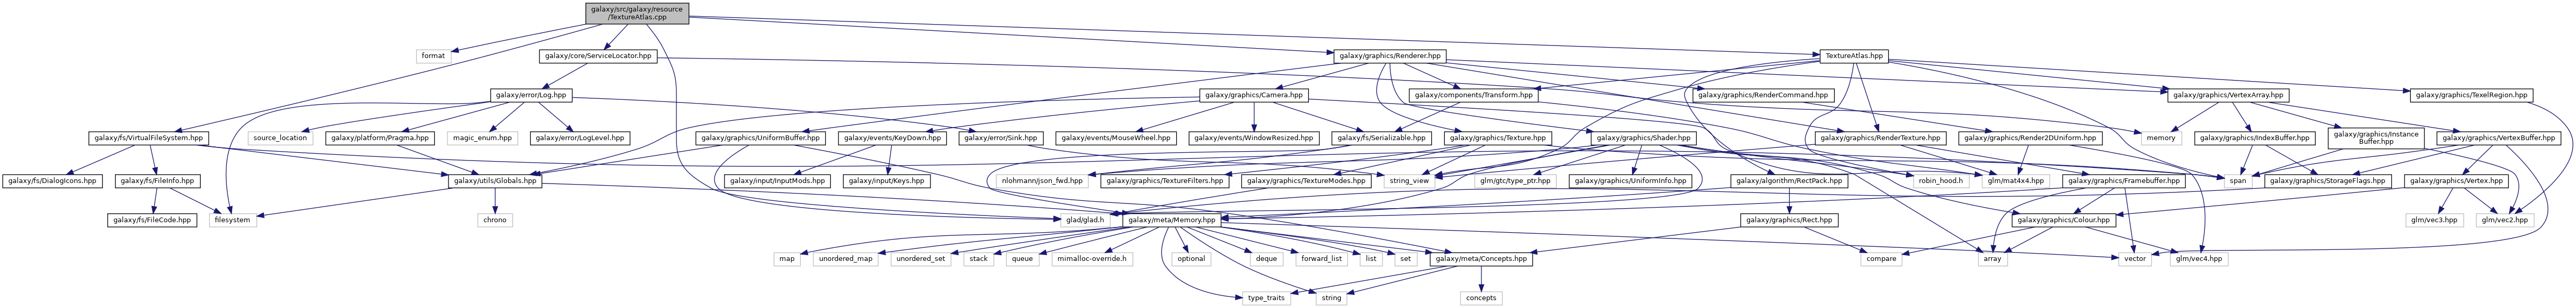 galaxy/src/galaxy/resource
/TextureAtlas.cpp
format
galaxy/core/ServiceLocator.hpp
galaxy/graphics/Renderer.hpp
TextureAtlas.hpp
galaxy/error/Log.hpp
galaxy/graphics/Camera.hpp
galaxy/components/Transform.hpp
galaxy/graphics/RenderCommand.hpp
galaxy/graphics/VertexArray.hpp
galaxy/graphics/TexelRegion.hpp
galaxy/fs/VirtualFileSystem.hpp
source_location
galaxy/platform/Pragma.hpp
magic_enum.hpp
galaxy/error/LogLevel.hpp
galaxy/graphics/UniformBuffer.hpp
galaxy/events/KeyDown.hpp
galaxy/error/Sink.hpp
galaxy/events/MouseWheel.hpp
galaxy/events/WindowResized.hpp
galaxy/fs/Serializable.hpp
galaxy/graphics/Texture.hpp
galaxy/graphics/Shader.hpp
galaxy/graphics/RenderTexture.hpp
galaxy/graphics/Render2DUniform.hpp
memory
galaxy/graphics/IndexBuffer.hpp
galaxy/graphics/Instance
Buffer.hpp
galaxy/graphics/VertexBuffer.hpp
galaxy/fs/DialogIcons.hpp
galaxy/fs/FileInfo.hpp
galaxy/utils/Globals.hpp
galaxy/input/InputMods.hpp
galaxy/input/Keys.hpp
nlohmann/json_fwd.hpp
galaxy/graphics/TextureFilters.hpp
galaxy/graphics/TextureModes.hpp
string_view
glm/gtc/type_ptr.hpp
galaxy/graphics/UniformInfo.hpp
galaxy/algorithm/RectPack.hpp
robin_hood.h
glm/mat4x4.hpp
galaxy/graphics/Framebuffer.hpp
span
galaxy/graphics/StorageFlags.hpp
galaxy/graphics/Vertex.hpp
galaxy/fs/FileCode.hpp
filesystem
chrono
glad/glad.h
galaxy/meta/Memory.hpp
galaxy/graphics/Rect.hpp
galaxy/graphics/Colour.hpp
glm/vec3.hpp
glm/vec2.hpp
map
unordered_map
unordered_set
stack
queue
mimalloc-override.h
optional
deque
forward_list
list
set
galaxy/meta/Concepts.hpp
compare
array
vector
glm/vec4.hpp
type_traits
string
concepts